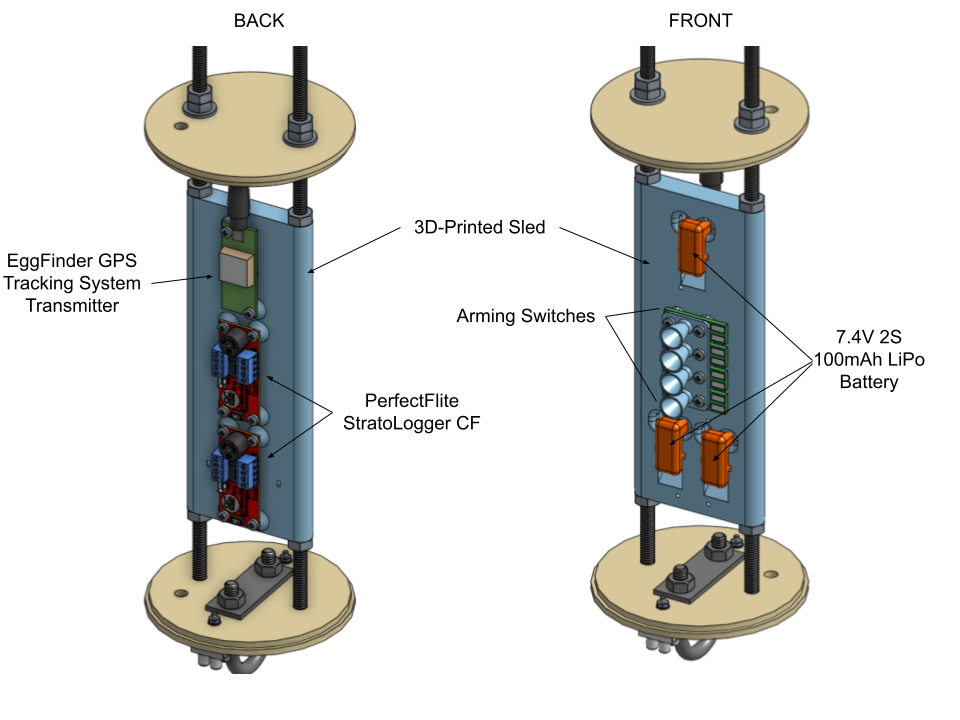 BACK
FRONT
EggFinder GPS
Tracking System
Transmitter
3D-Printed Sled
Arming Switches
PerfectFlite
StratoLogger CF
7.4V 2S
100mAh LiPo
Battery